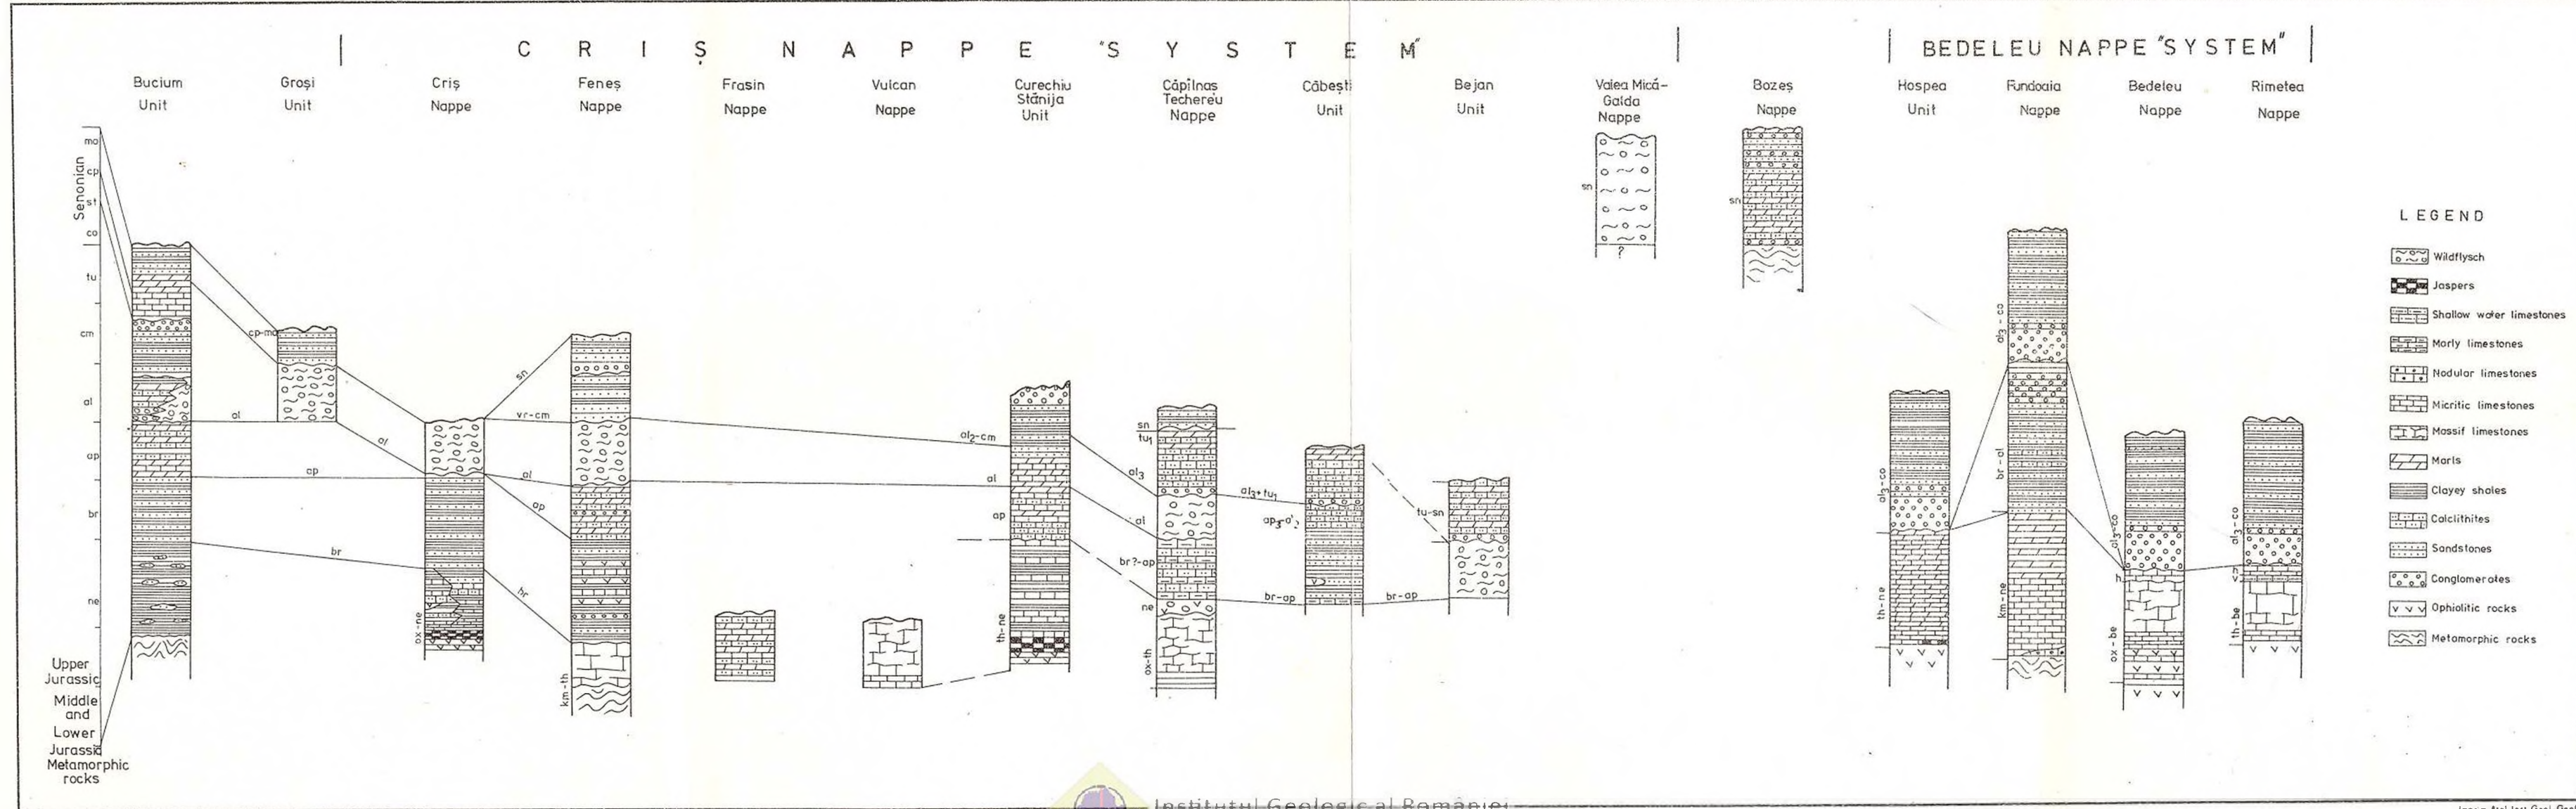 CRIȘ NAPPE "SYSTEM"
BEDELEU NAPPE "SYSTEM"
Bucium
Unit
Groși
Unit
Criș
Nappe
Feneș
Nappe
Frasin
Nappe
Vulcan
Nappe
Curechiu
Stănija
Unit
Căpîlnaș
Techereu
Nappe
Căbești
Unit
Bejan
Unit
Valea Mică-
Galda
Nappe
Bozeș
Nappe
Hospea
Unit
Fundoaia
Nappe
Bedeleu
Nappe
Rimetea
Nappe
Senonian
ma
cp
st
co
tu
cm
al
ap
br
ne
Upper
Jurassic
Middle
and
Lower
Jurassic
Metamorphic
rocks
cp-ma
al
al
ap
br
ox-ne
sn
vr-cm
al
ap
br
km-th
al2-cm
al
ap
th-ne
sn
tu1
al3
al
br?-ap
ne
ox-th
al3+tu1
br-ap
tu-sn
br-ap
sn
?
sn
al3-co
th-ne
al3-co
br-al
km-ne
al3-co
h
ox-be
al3-co
h
v
th-be
LEGEND
Wildflysch
Jaspers
Shallow water limestones
Marly limestones
Nodular limestones
Micritic limestones
Massif limestones
Marls
Clayey shales
Calclithites
Sandstones
Conglomerates
Ophiolitic rocks
Metamorphic rocks
Institutul Geologic al României